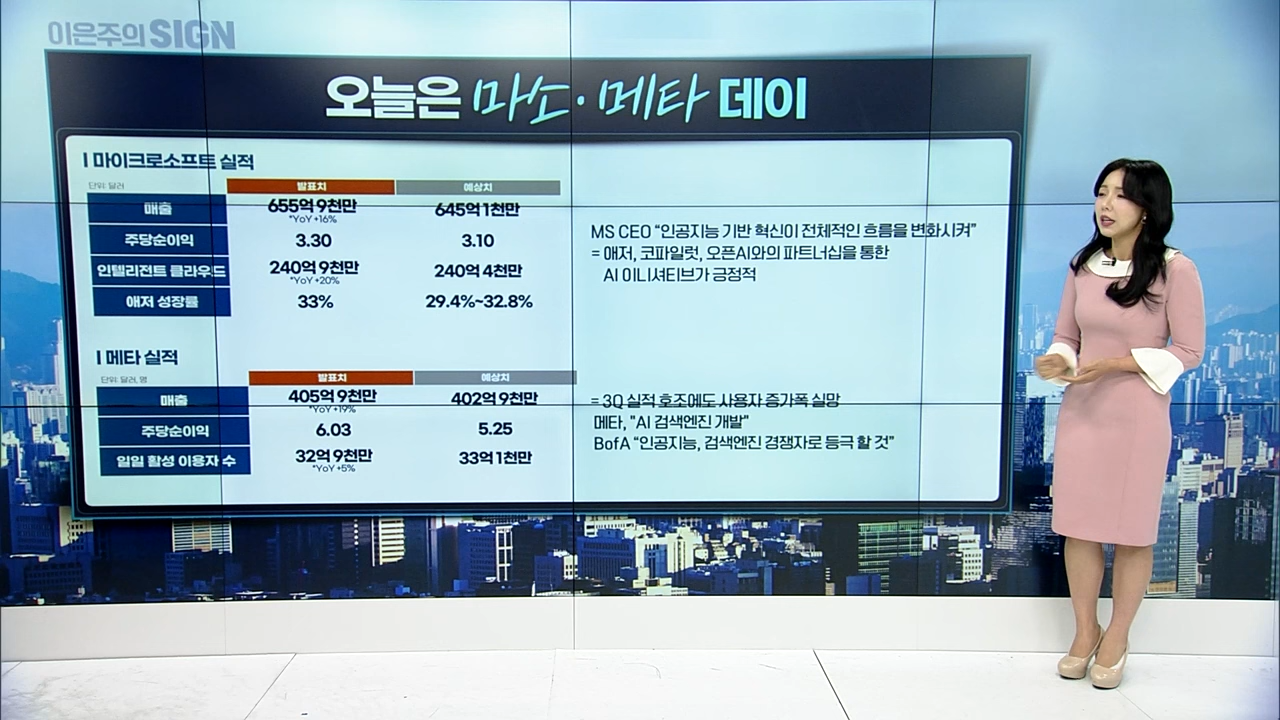 이은주의 SIGN
오늘은 마소·메타 데이
마이크로소프트 실적
단위: 달러
발표치 예상치
매출 655억 9천만 645억 1천만
*YoY +16%
주당순이익 3.30 3.10
인텔리전트 클라우드 240억 9천만 240억 4천만
*YoY +20%
애저 성장률 33% 29.4%~32.8%
MS CEO “인공지능 기반 혁신이 전체적인 흐름을 변화시켜”
= 애저, 코파일럿, 오픈AI와의 파트너십을 통한
AI 이니셔티브가 긍정적
메타 실적
단위: 달러, 명
발표치 예상치
매출 405억 9천만 402억 9천만
*YoY +19%
주당순이익 6.03 5.25
일일 활성 이용자 수 32억 9천만 33억 1천만
*YoY +5%
= 3Q 실적 호조에도 사용자 증가폭 실망
메타, "AI 검색엔진 개발"
BofA “인공지능, 검색엔진 경쟁자로 등극 할 것”